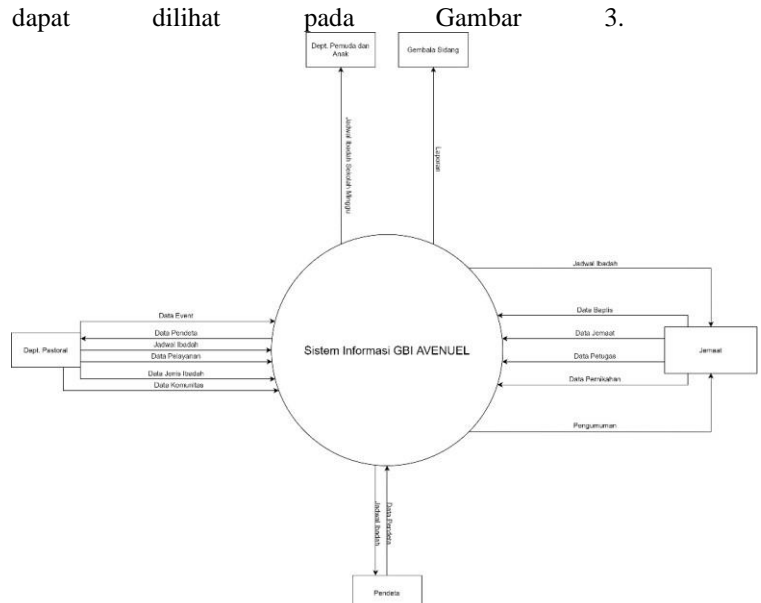 dapat dilihat pada Gambar 3.
Dept. Pemuda dan
Anak
Gembala Sidang
Jadwal Ibadah Sekolah Minggu
Laporan
Jadwal Ibadah
Data Event
Data Baptis
Data Pendeta
Data Jemaat
Dept. Pastoral
Jadwal Ibadah
Sistem Informasi GBI AVENUEL
Jemaat
Data Pelayanan
Data Petugas
Data Jenis Ibadah
Data Pernikahan
Data Komunitas
Pengumuman
Jadwal Ibadah
Data Pendeta
Pendeta